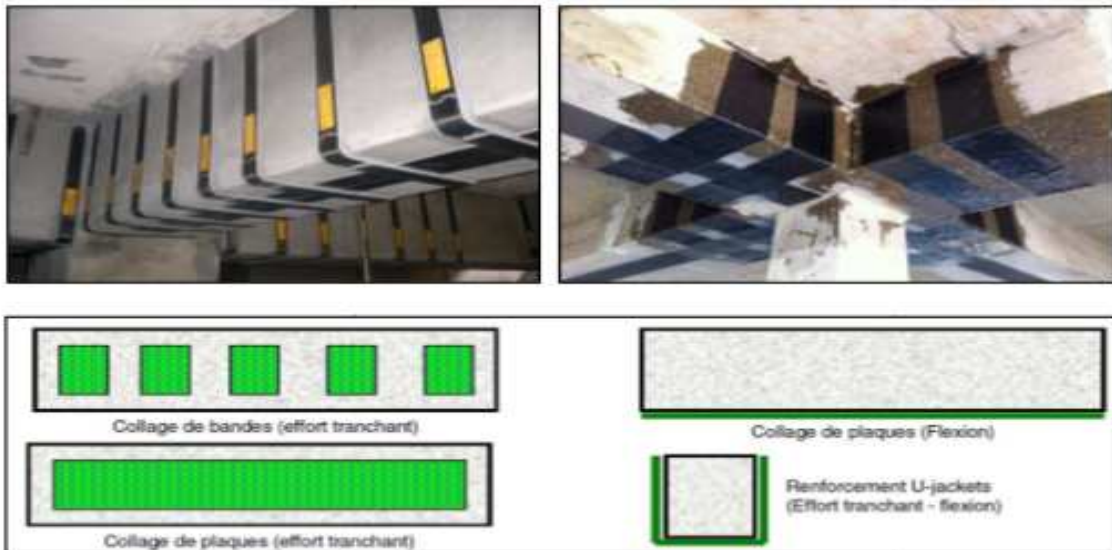 Collage de bandes (effort tranchant)
Collage de plaques (effort tranchant)
Collage de plaques (Flexion)
Renforcement U-jackets
(Effort tranchant - flexion)